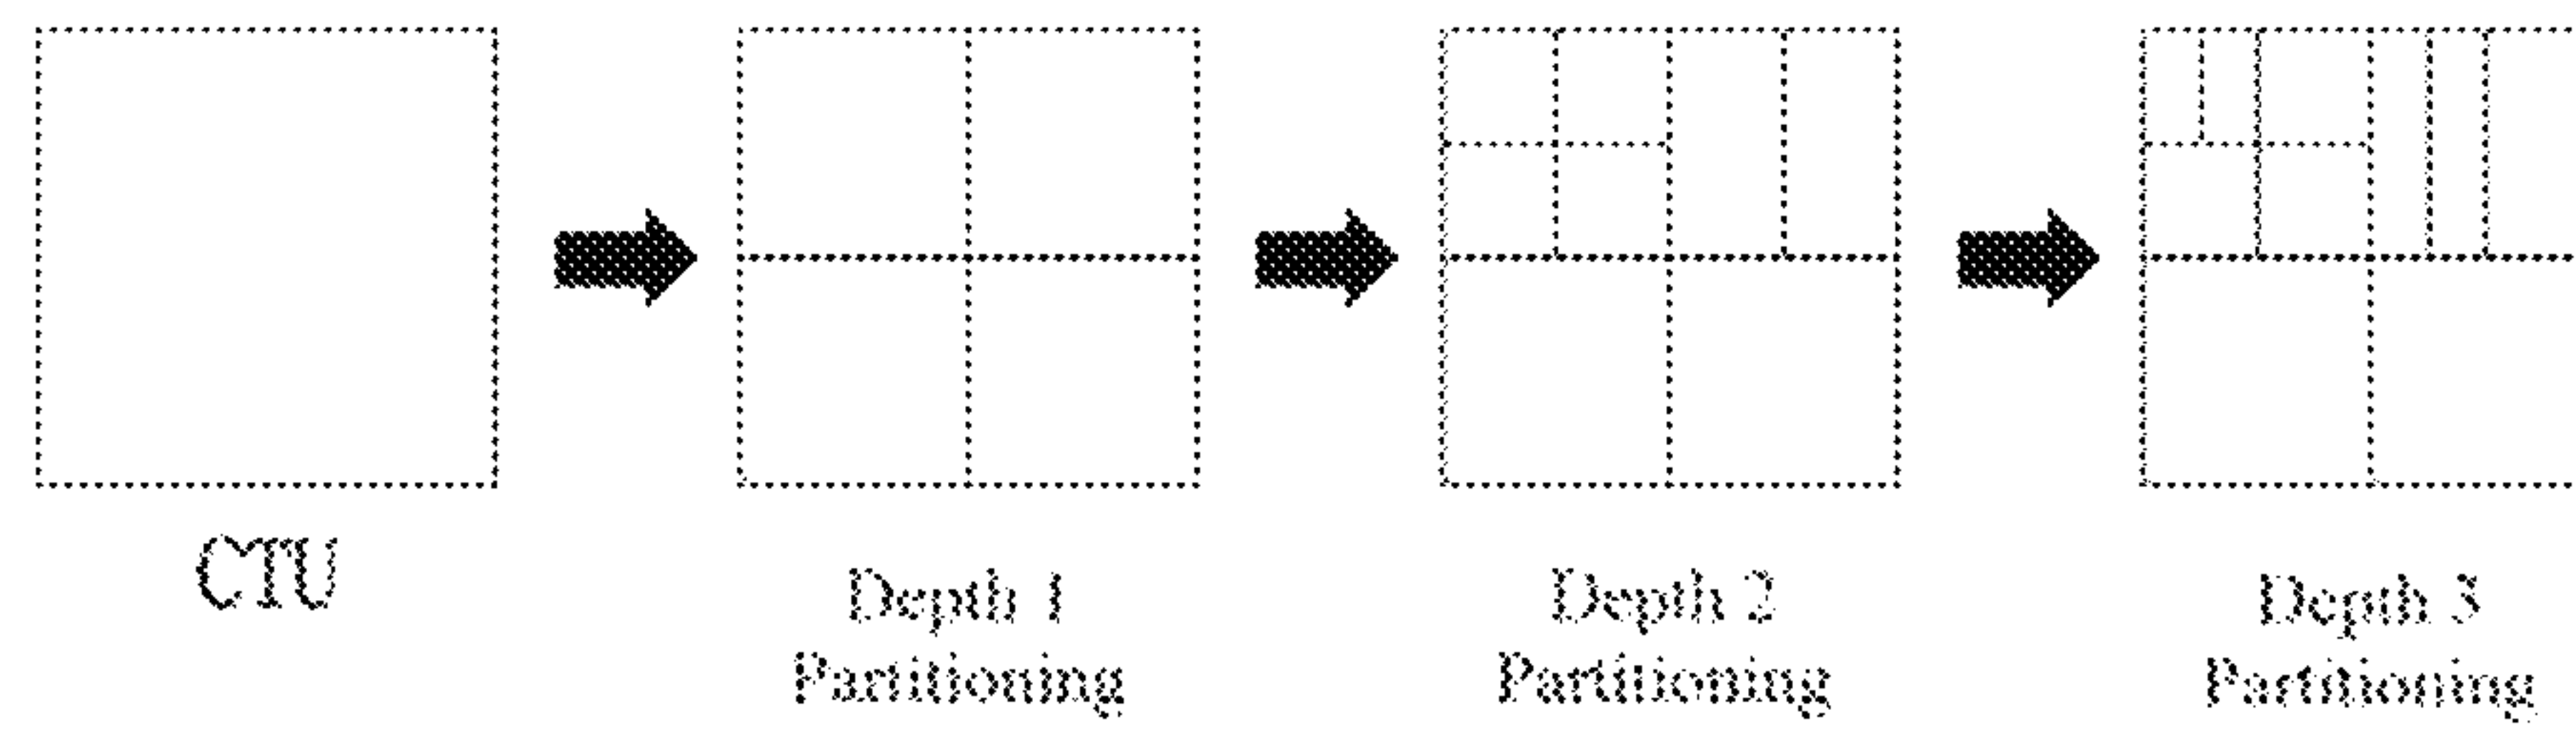 CTU
Depth 1
Partitioning
Depth 2
Partitioning
Depth 3
Partitioning